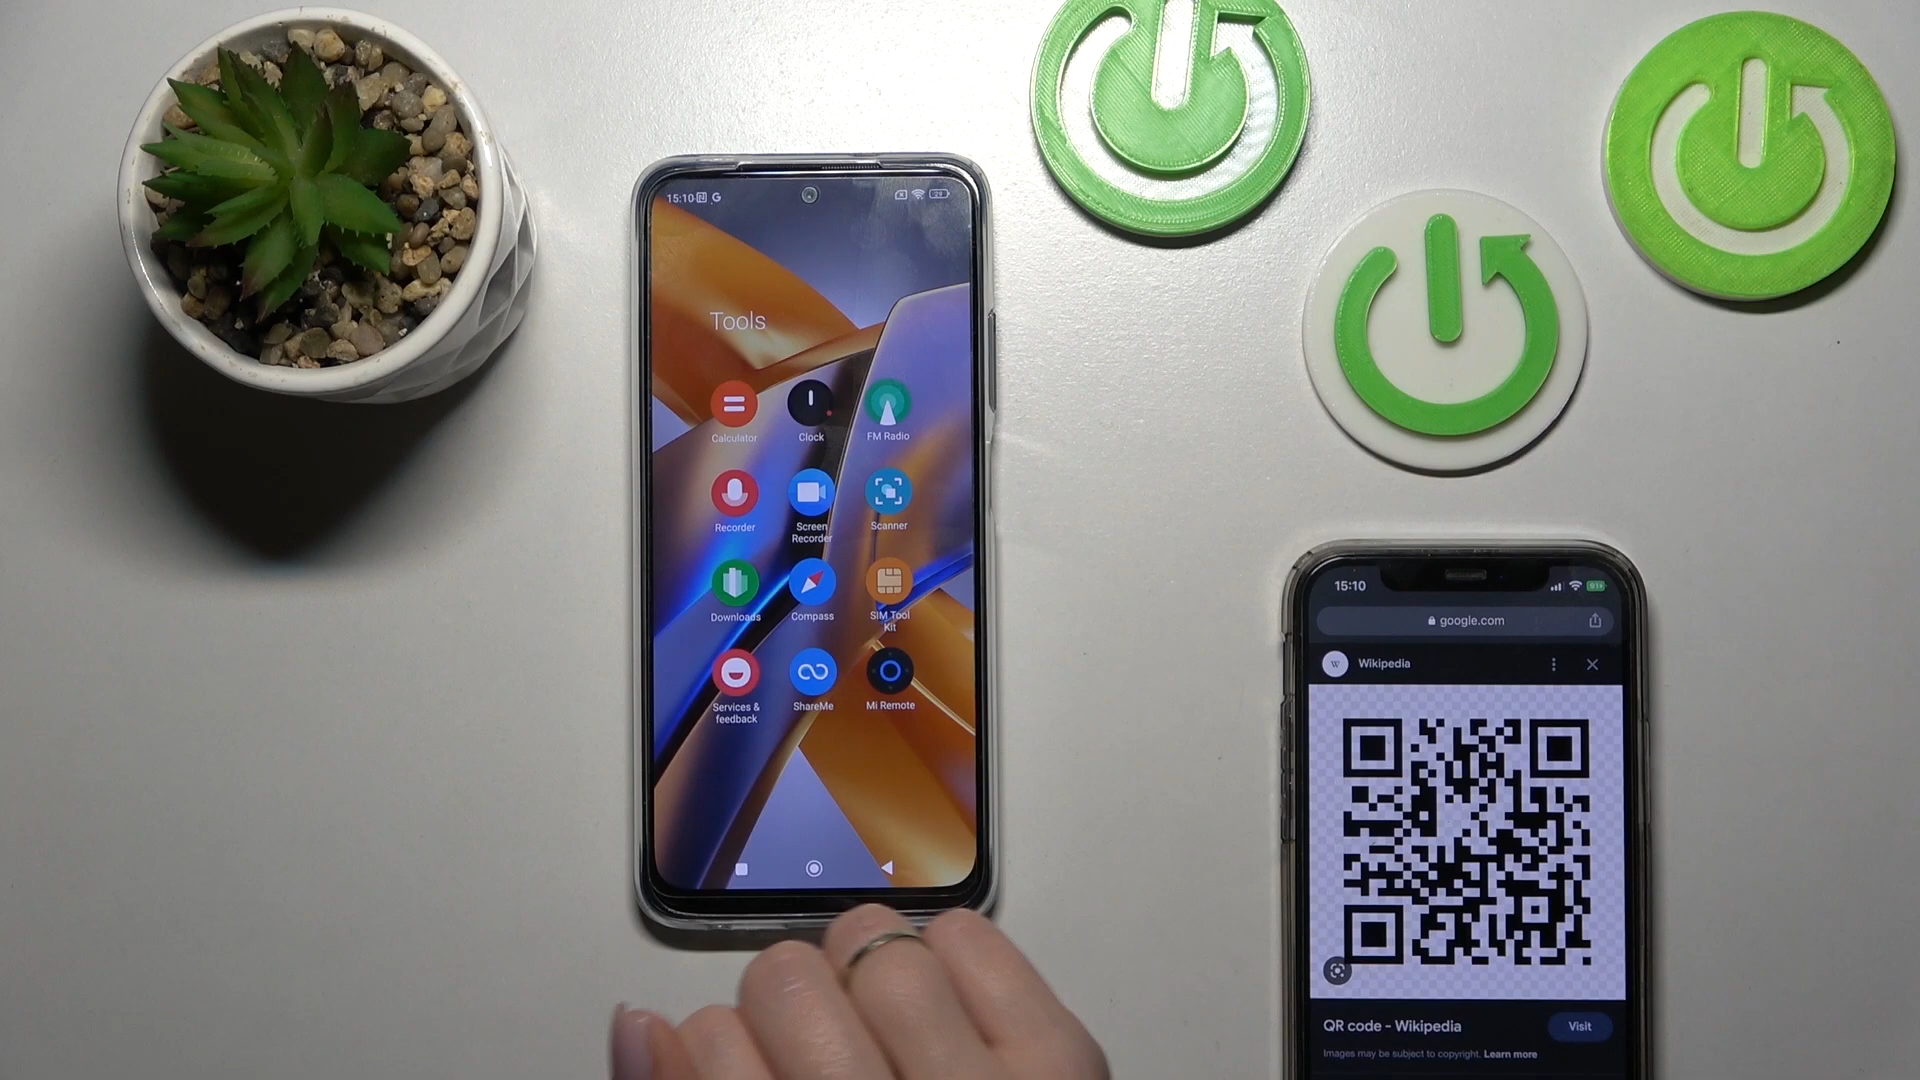 15:10
Tools
Calculator
Clock
FM Radio
Recorder
Screen
Recorder
Scanner
Downloads
Compass
SIM Tool
Kit
Services &
feedback
ShareMe
Mi Remote
15:10
google.com
W
Wikipedia
QR code - Wikipedia
Visit
Images may be subject to copyright. Learn more